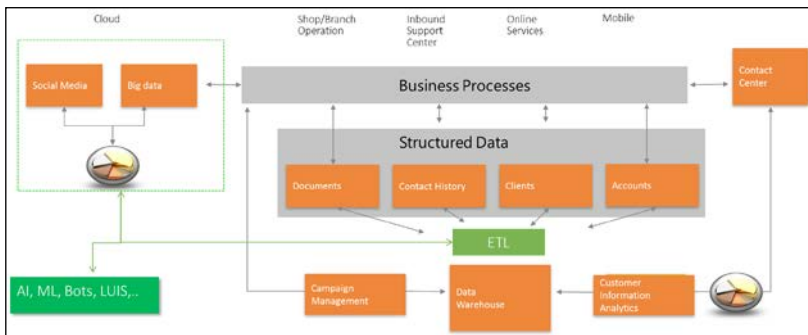 Cloud
Shop/Branch
Operation
Inbound
Support
Center
Online
Services
Mobile
Social Media
Big data
Business Processes
Contact
Center
Structured Data
Documents
Contact History
Clients
Accounts
ETL
AI, ML, Bots, LUIS,..
Campaign
Management
Data
Warehouse
Customer
Information
Analytics